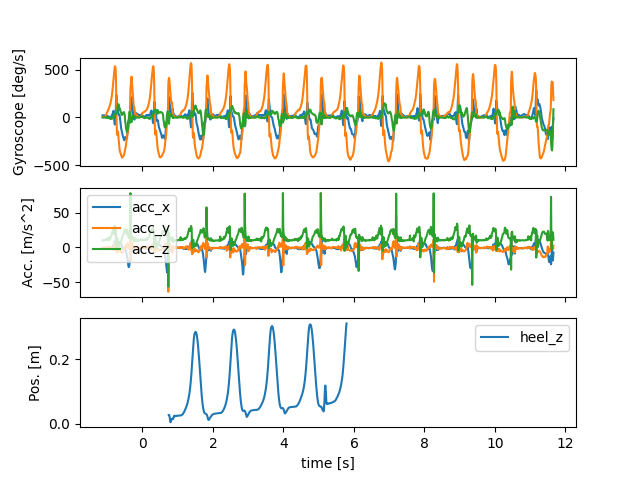 Gyroscope [deg/s]
500
0
−500
Acc. [m/s^2]
50
0
−50
acc_x
acc_y
acc_z
Pos. [m]
0.2
0.0
heel_z
0 2 4 6 8 10 12
time [s]